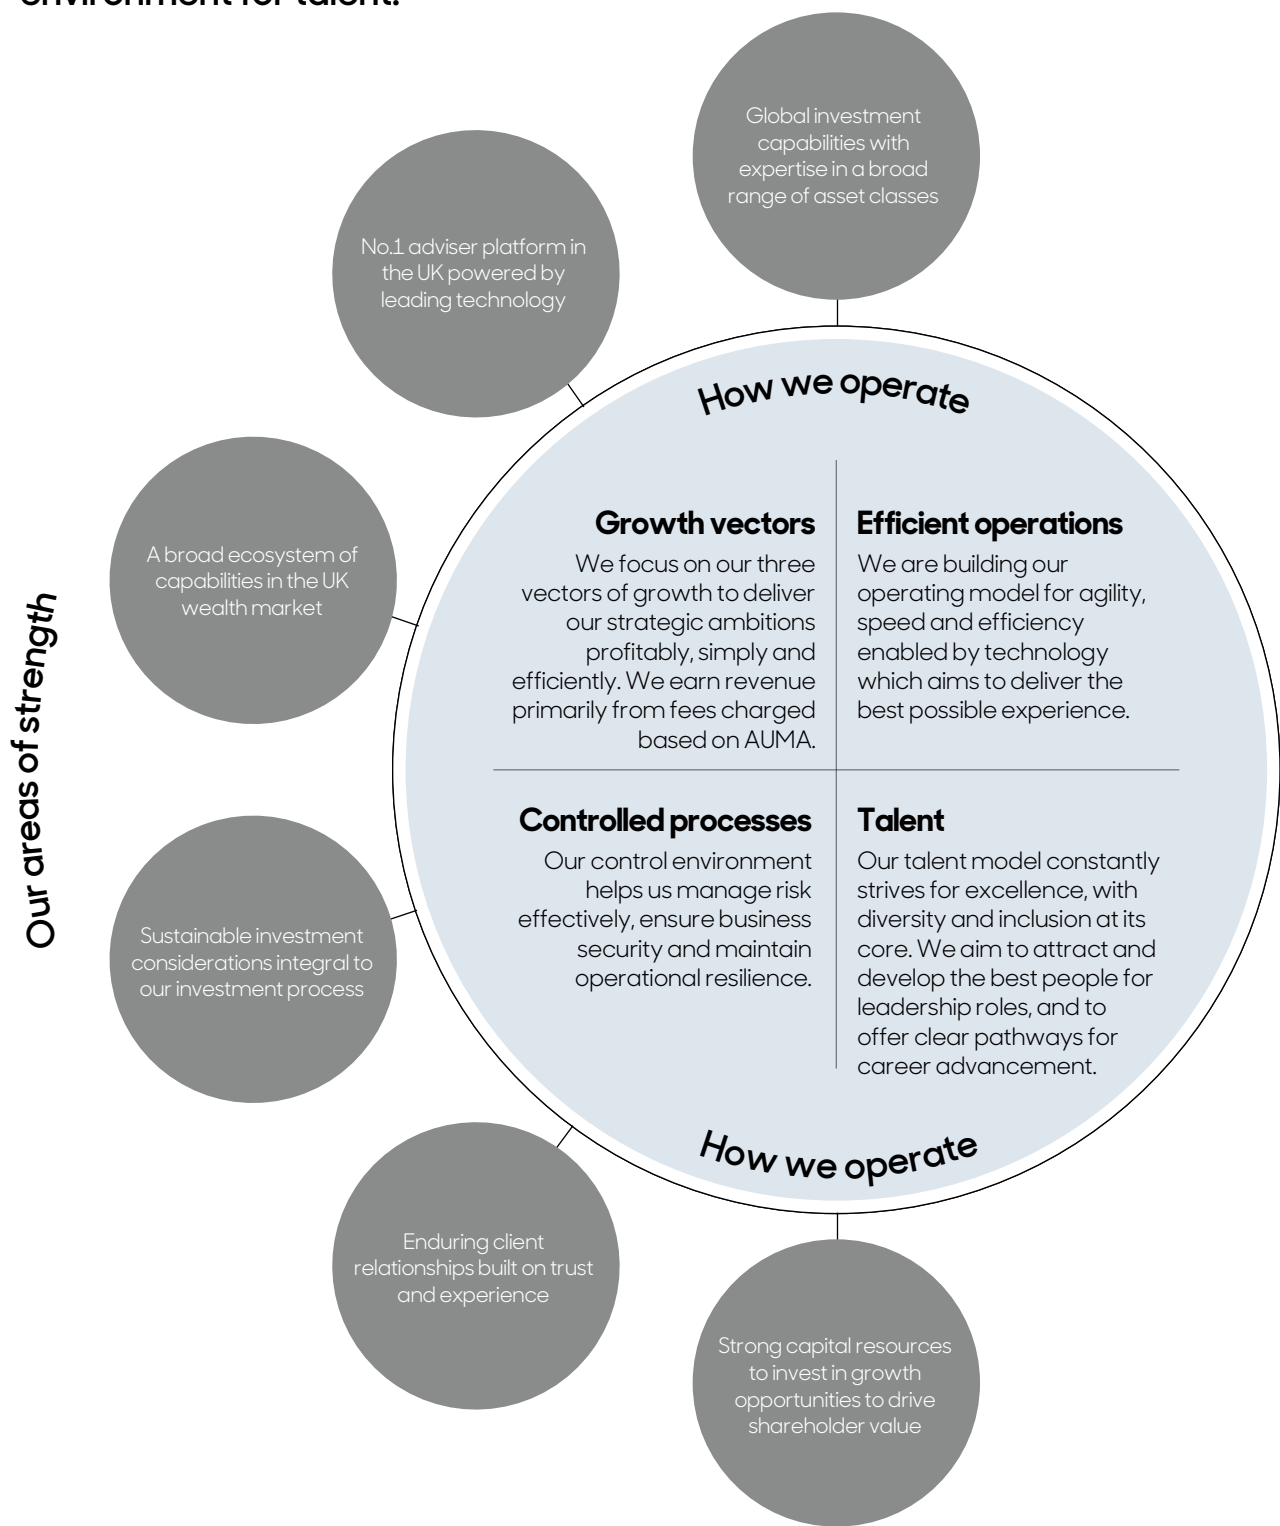 environment for talent.
Global investment
capabilities with
expertise in a broad
range of asset classes
No.1 adviser platform in
the UK powered by
leading technology
A broad ecosystem of
capabilities in the UK
wealth market
Our areas of strength
Sustainable investment
considerations integral to
our investment process
Enduring client
relationships built on trust
and experience
Strong capital resources
to invest in growth
opportunities to drive
shareholder value
How we operate
Growth vectors
We focus on our three
vectors of growth to deliver
our strategic ambitions
profitably, simply and
efficiently. We earn revenue
primarily from fees charged
based on AUMA.
Efficient operations
We are building our
operating model for agility,
speed and efficiency
enabled by technology
which aims to deliver the
best possible experience.
Controlled processes
Our control environment
helps us manage risk
effectively, ensure business
security and maintain
operational resilience.
Talent
Our talent model constantly
strives for excellence, with
diversity and inclusion at its
core. We aim to attract and
develop the best people for
leadership roles, and to
offer clear pathways for
career advancement.
How we operate